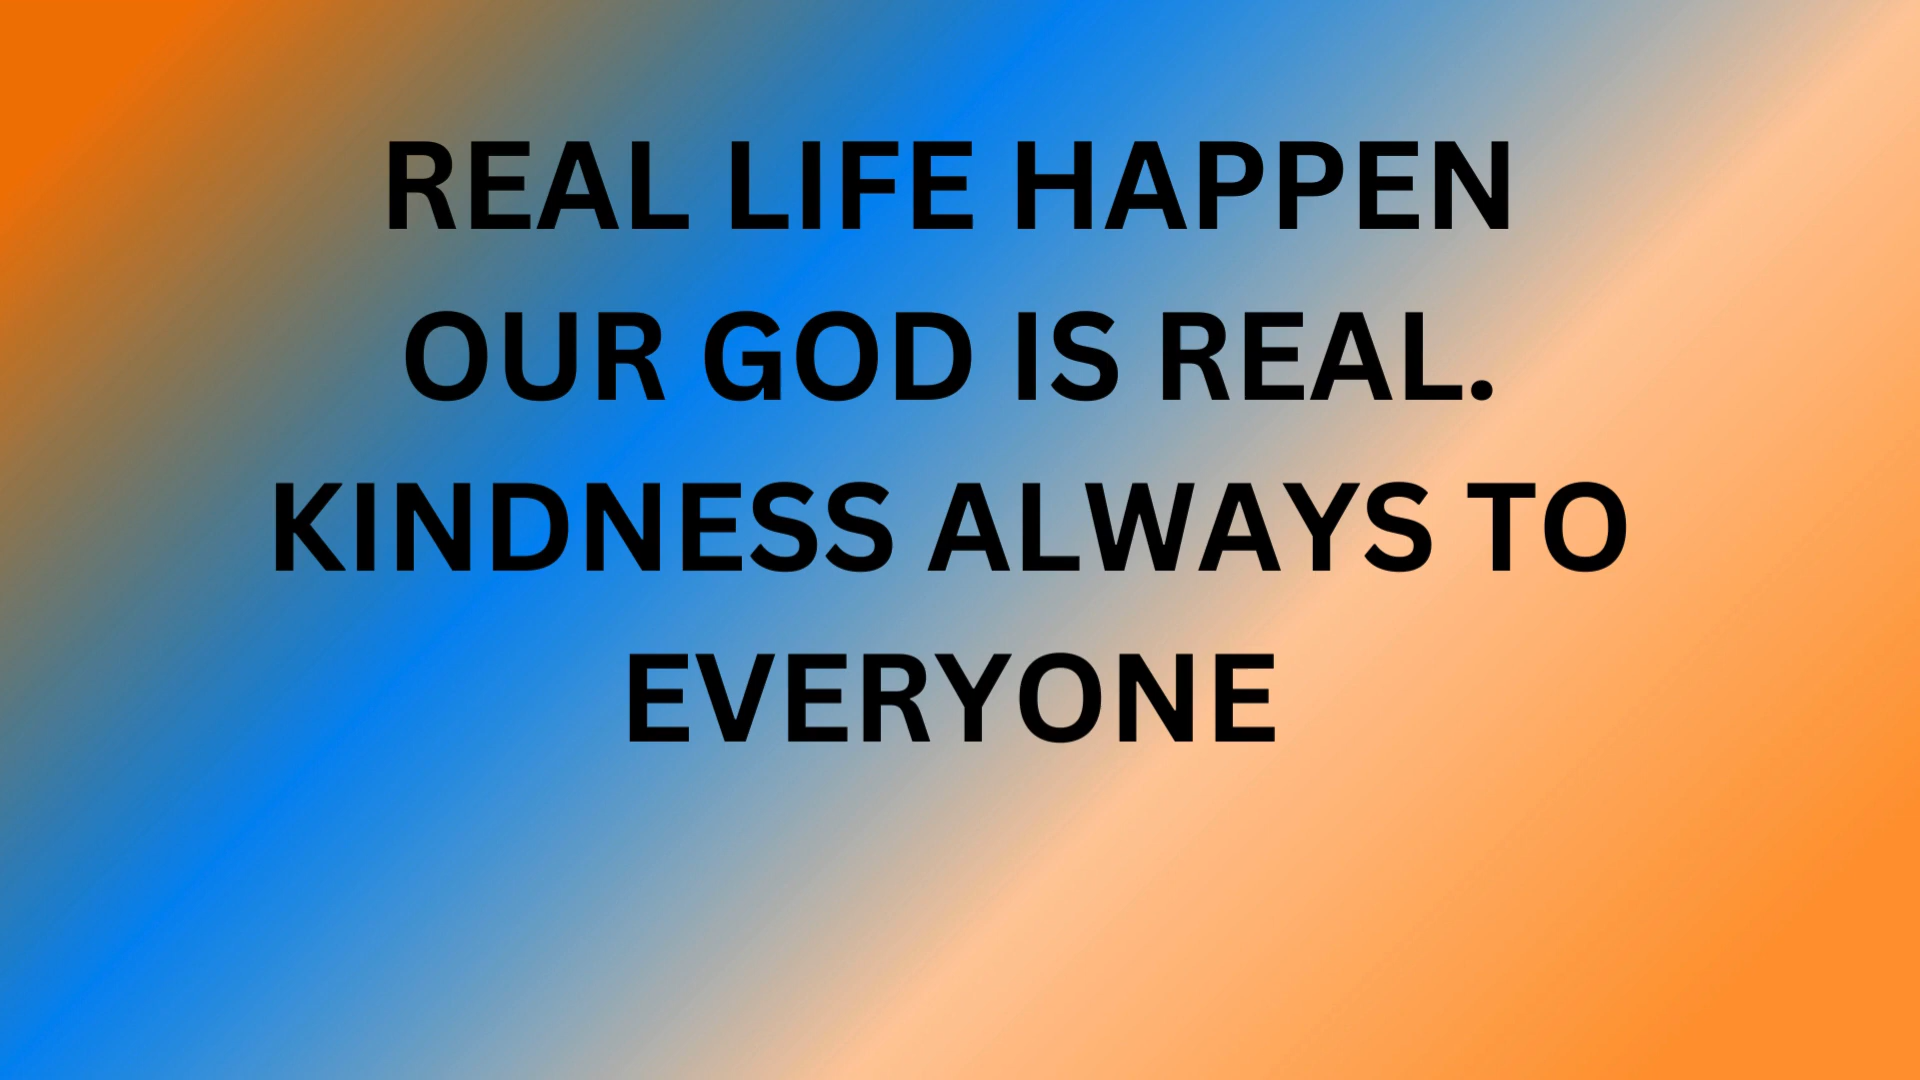 REAL LIFE HAPPEN
OUR GOD IS REAL.
KINDNESS ALWAYS TO
EVERYONE